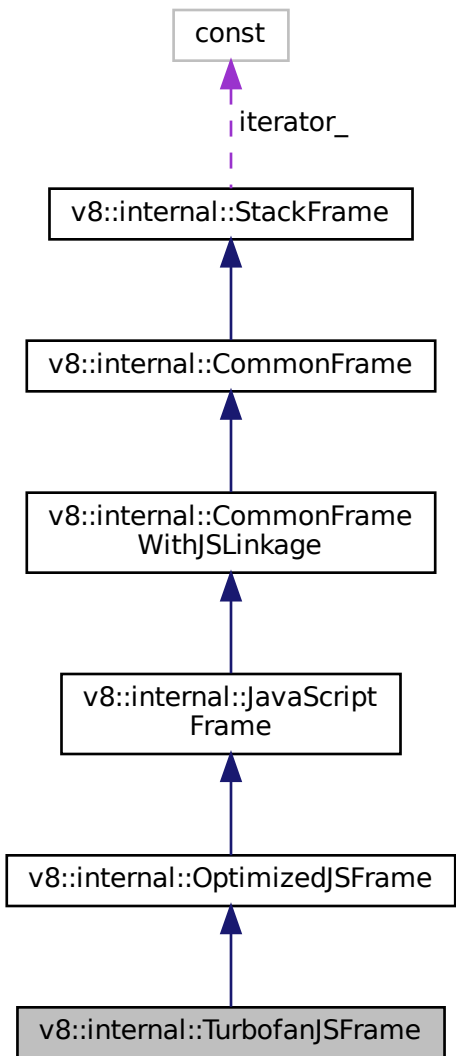 const
iterator_
v8::internal::StackFrame
v8::internal::CommonFrame
v8::internal::CommonFrame
WithJSLinkage
v8::internal::JavaScript
Frame
v8::internal::OptimizedJSFrame
v8::internal::TurbofanJSFrame